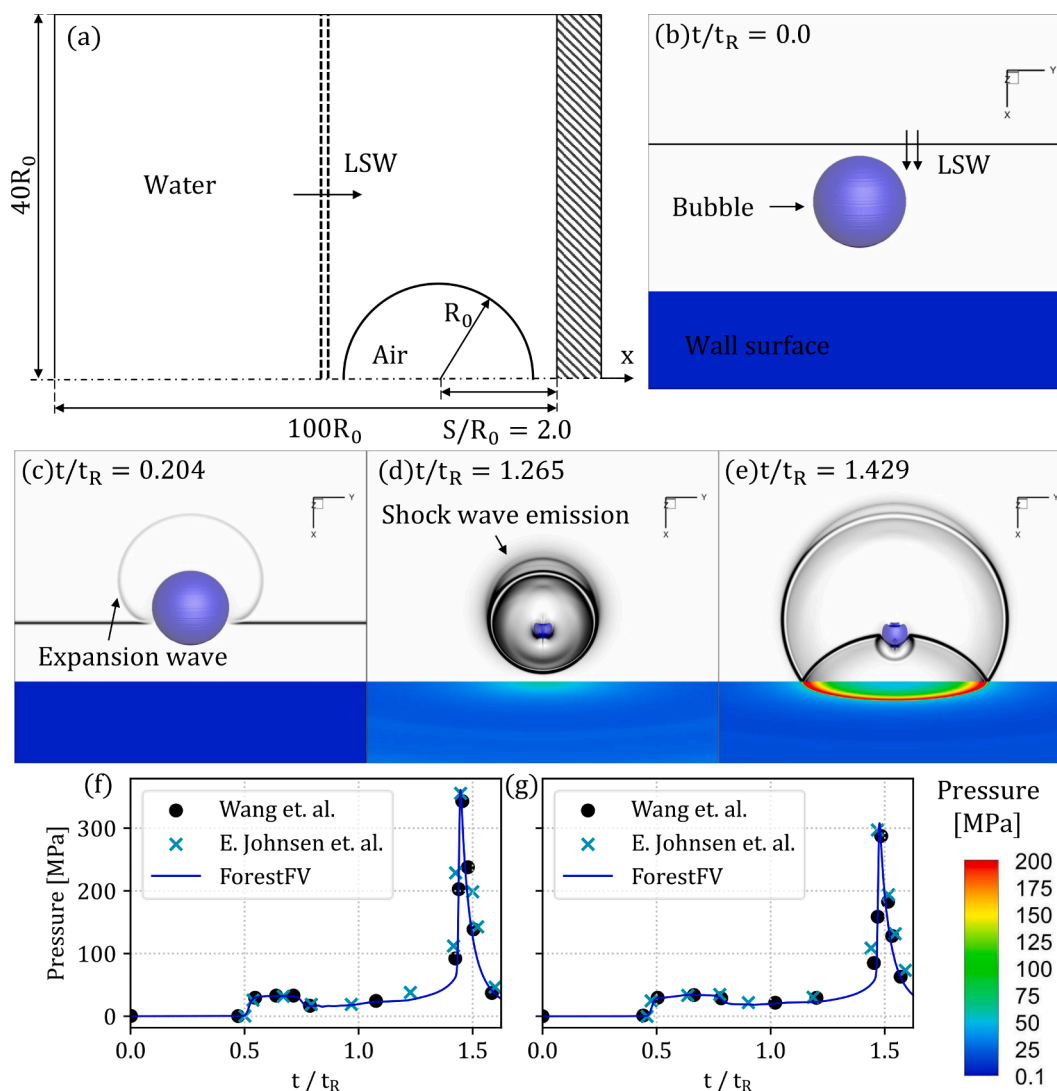 (a)
40R₀
Water
LSW
R₀
Air
x
100R₀
S/R₀ = 2.0
(b)t/t_R = 0.0
Z
Y
X
LSW
Bubble
Wall surface
(c)t/t_R = 0.204
Z
Y
X
Expansion wave
(d)t/t_R = 1.265
Z
Y
X
Shock wave emission
(e)t/t_R = 1.429
Z
Y
X
(f)
Pressure [MPa]
300
200
100
0
Wang et. al.
E. Johnsen et. al.
ForestFV
0.0
0.5
1.0
1.5
t / t_R
(g)
Wang et. al.
E. Johnsen et. al.
ForestFV
0.0
0.5
1.0
1.5
t / t_R
Pressure
[MPa]
200
175
150
125
100
75
50
25
0.1